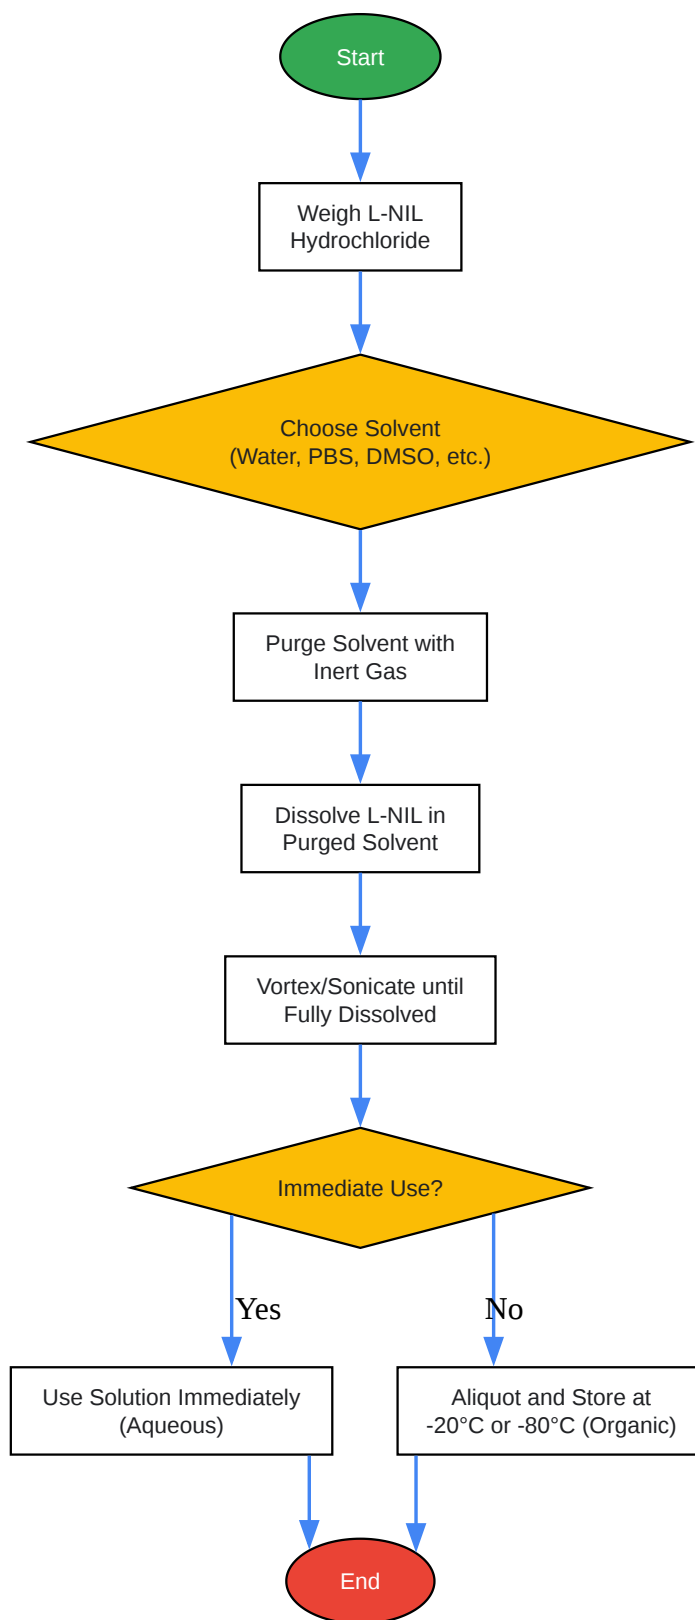 Start
Weigh L-NIL
Hydrochloride
Choose Solvent
(Water, PBS, DMSO, etc.)
Purge Solvent with
Inert Gas
Dissolve L-NIL in
Purged Solvent
Vortex/Sonicate until
Fully Dissolved
Immediate Use?
Yes
No
Use Solution Immediately
(Aqueous)
Aliquot and Store at
-20°C or -80°C (Organic)
End